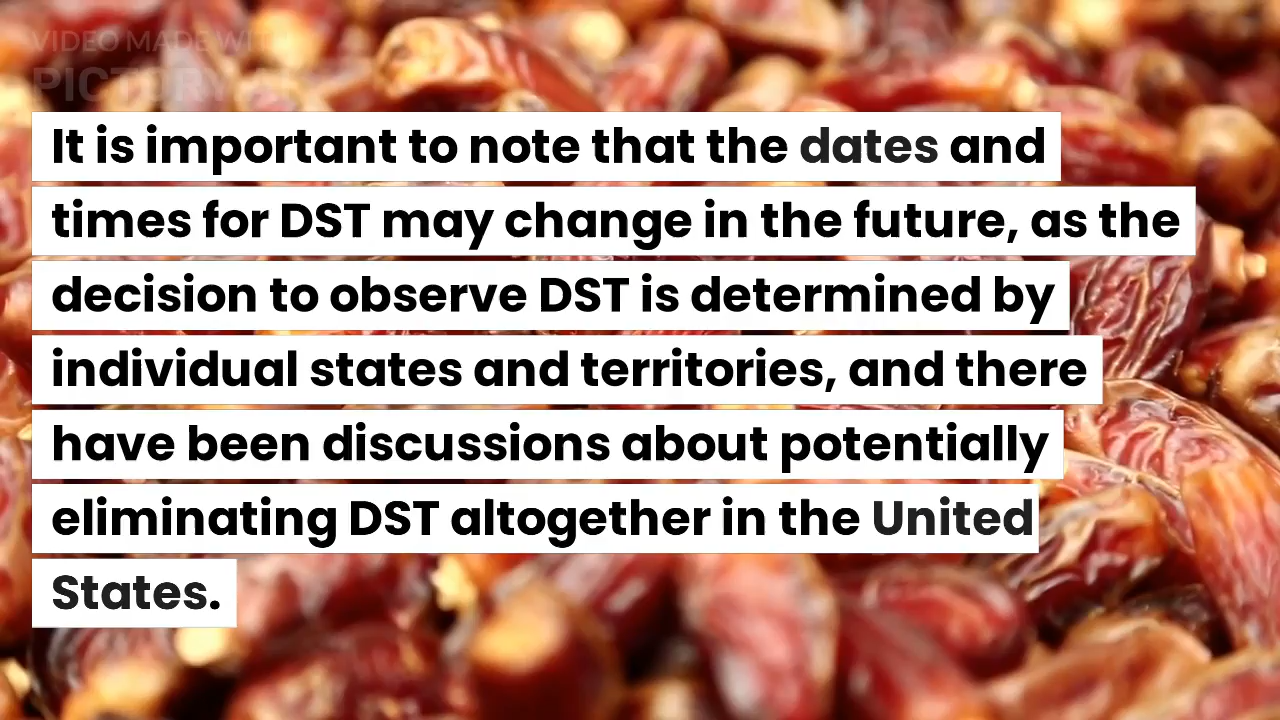 VIDEO MADE WITH
PICTORY.AI
It is important to note that the dates and
times for DST may change in the future, as the
decision to observe DST is determined by
individual states and territories, and there
have been discussions about potentially
eliminating DST altogether in the United
States.